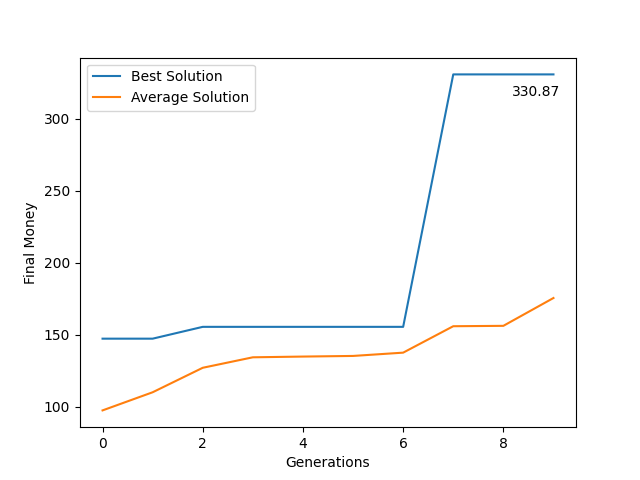 Best Solution
Average Solution
330.87
300
250
200
150
100
Final Money
0 2 4 6 8
Generations